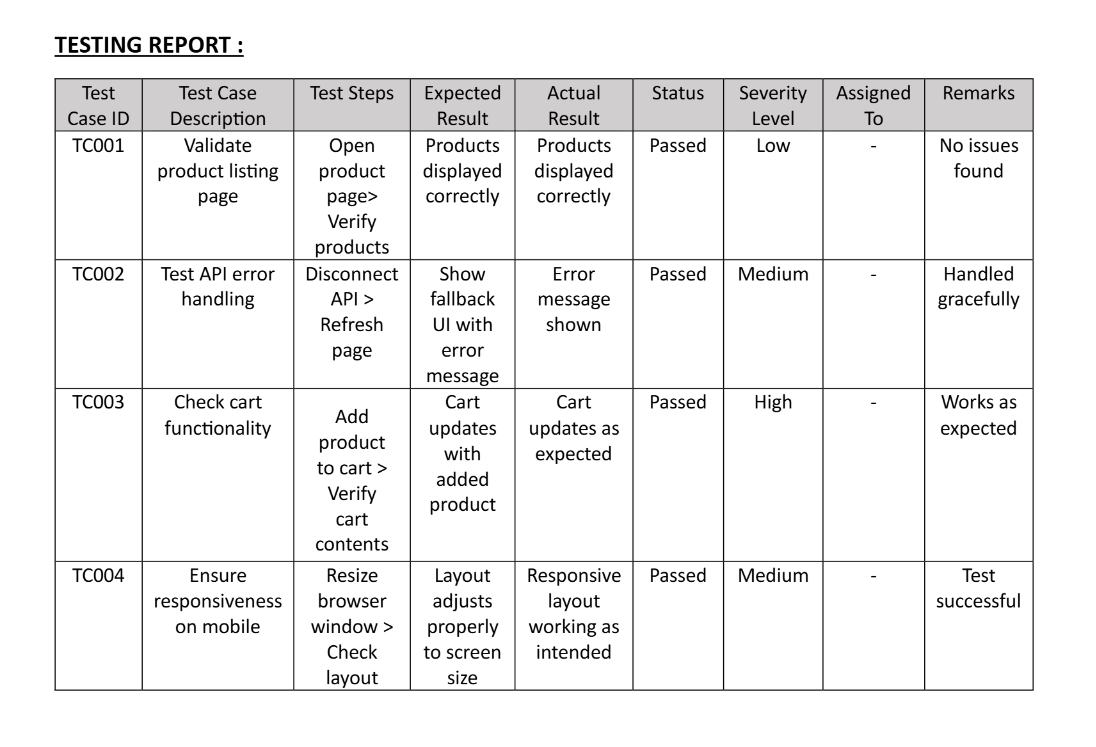 TESTING REPORT :
Test Case ID | Test Case Description | Test Steps | Expected Result | Actual Result | Status | Severity Level | Assigned To | Remarks
TC001 | Validate product listing page | Open product page> Verify products | Products displayed correctly | Products displayed correctly | Passed | Low | - | No issues found
TC002 | Test API error handling | Disconnect API > Refresh page | Show fallback UI with error message | Error message shown | Passed | Medium | - | Handled gracefully
TC003 | Check cart functionality | Add product to cart > Verify cart contents | Cart updates with added product | Cart updates as expected | Passed | High | - | Works as expected
TC004 | Ensure responsiveness on mobile | Resize browser window > Check layout | Layout adjusts properly to screen size | Responsive layout working as intended | Passed | Medium | - | Test successful